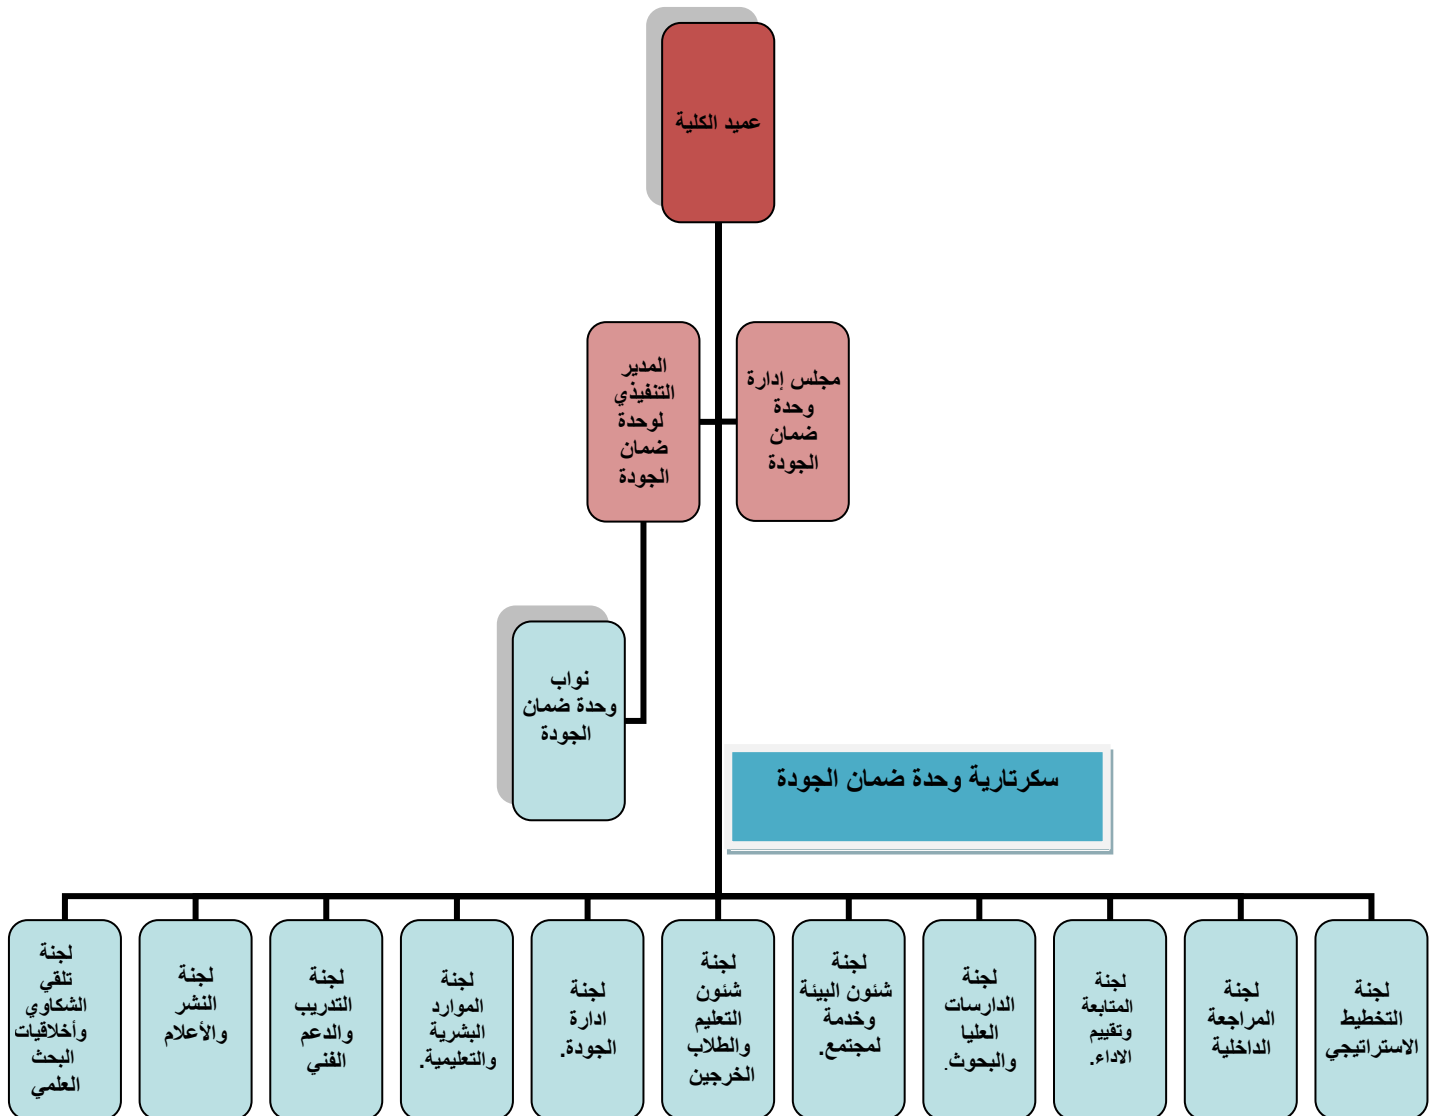 عميد الكلية
مجلس إدارة
وحدة
ضمان
الجودة
المدير
التنفيذي
لوحدة
ضمان
الجودة
نواب
وحدة ضمان
الجودة
سكرتارية وحدة ضمان الجودة
لجنة
التخطيط
الاستراتيجي
لجنة
المراجعة
الداخلية
لجنة
المتابعة
وتقييم
الاداء.
لجنة
الدارسات
العليا
والبحوث.
لجنة
شئون البيئة
وخدمة
لمجتمع.
لجنة
شئون
التعليم
والطلاب
الخرجين
لجنة
ادارة
الجودة.
لجنة
الموارد
البشرية
والتعليمية.
لجنة
التدريب
والدعم
الفني
لجنة
النشر
والأعلام
لجنة
تلقي
الشكاوي
وأخلاقيات
البحث
العلمي